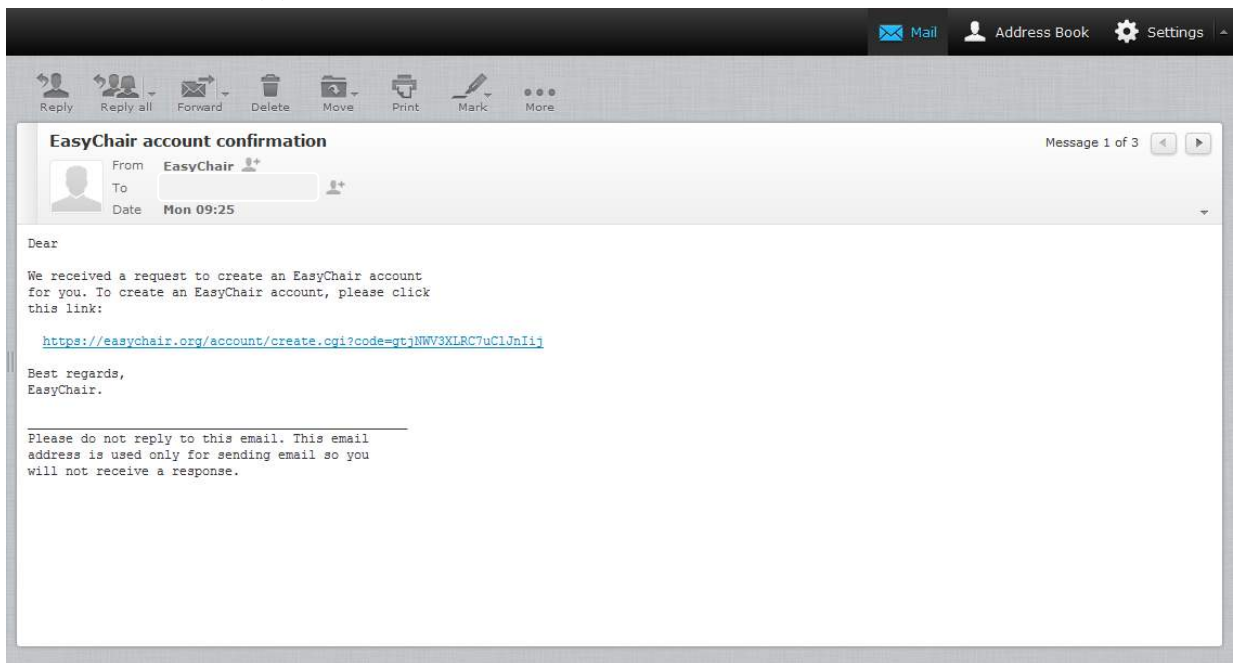 Mail Address Book Settings
Reply Reply all Forward Delete Move Print Mark More
EasyChair account confirmation Message 1 of 3
From EasyChair
To
Date Mon 09:25
Dear
We received a request to create an EasyChair account
for you. To create an EasyChair account, please click
this link:
https://easychair.org/account/create.cgi?code=gtjNWV3XLRC7uClJnIij
Best regards,
EasyChair.
Please do not reply to this email. This email
address is used only for sending email so you
will not receive a response.